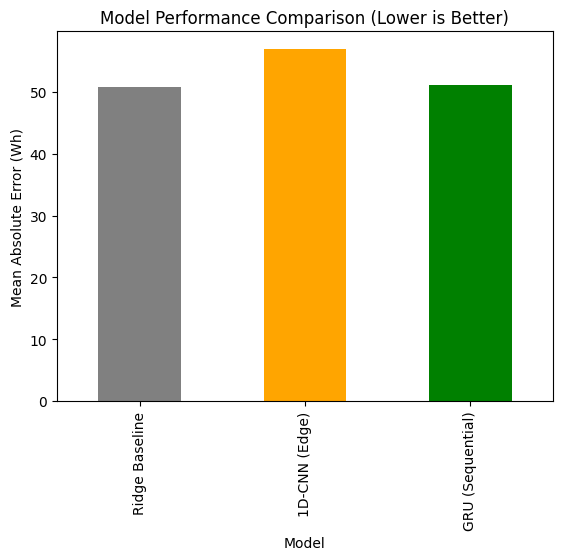 Model Performance Comparison (Lower is Better)
Mean Absolute Error (Wh)
50
40
30
20
10
0
Ridge Baseline
1D-CNN (Edge)
GRU (Sequential)
Model